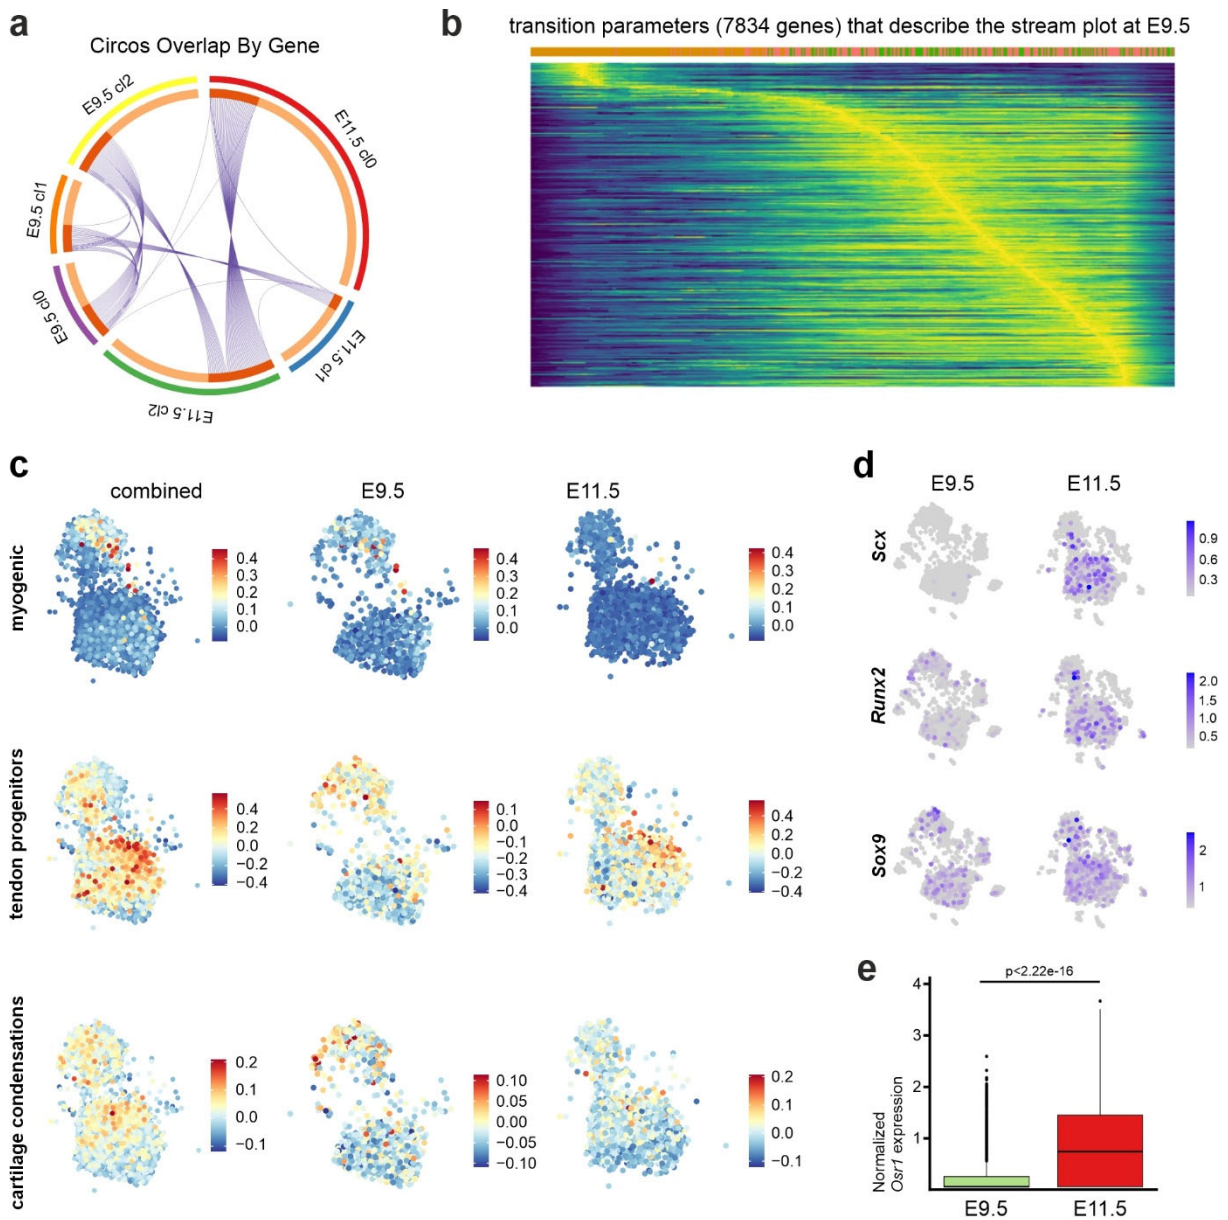 a
Circos Overlap By Gene
E9.5 cl2
E11.5 cl0
E9.5 cl1
E9.5 cl0
E11.5 cl1
E11.5 cl2
b
transition parameters (7834 genes) that describe the stream plot at E9.5
c
combined
E9.5
E11.5
myogenic
0.4
0.3
0.2
0.1
0.0
0.4
0.3
0.2
0.1
0.0
0.4
0.3
0.2
0.1
0.0
tendon progenitors
0.4
0.2
0.0
−0.2
−0.4
0.1
0.0
−0.1
−0.2
−0.3
−0.4
0.4
0.2
0.0
−0.2
−0.4
cartilage condensations
0.2
0.1
0.0
−0.1
0.10
0.05
0.00
−0.05
−0.10
0.2
0.1
0.0
−0.1
d
E9.5
E11.5
Scx
0.9
0.6
0.3
Runx2
2.0
1.5
1.0
0.5
Sox9
2
1
e
p<2.22e-16
Normalized
Osr1 expression
4
3
2
1
E9.5
E11.5